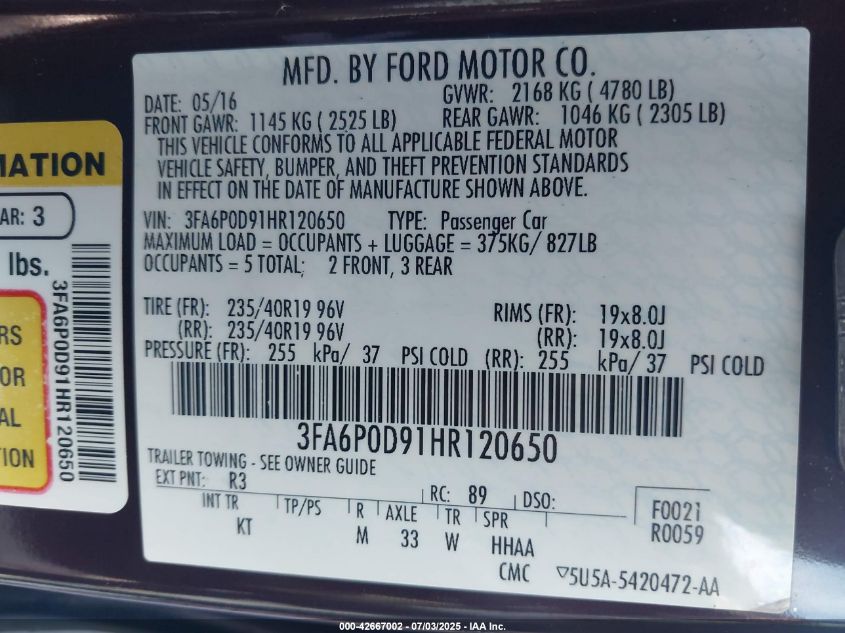 MFD. BY FORD MOTOR CO.
DATE: 05/16 GVWR: 2168 KG ( 4780 LB)
FRONT GAWR: 1145 KG ( 2525 LB) REAR GAWR: 1046 KG ( 2305 LB)
THIS VEHICLE CONFORMS TO ALL APPLICABLE FEDERAL MOTOR
VEHICLE SAFETY, BUMPER, AND THEFT PREVENTION STANDARDS
IN EFFECT ON THE DATE OF MANUFACTURE SHOWN ABOVE.
VIN: 3FA6P0D91HR120650 TYPE: Passenger Car
MAXIMUM LOAD = OCCUPANTS + LUGGAGE = 375KG/ 827LB
OCCUPANTS = 5 TOTAL; 2 FRONT, 3 REAR
TIRE (FR): 235/40R19 96V RIMS (FR): 19x8.0J
(RR): 235/40R19 96V (RR): 19x8.0J
PRESSURE (FR): 255 kPa/ 37 PSI COLD (RR): 255 kPa/ 37 PSI COLD
3FA6P0D91HR120650
TRAILER TOWING - SEE OWNER GUIDE
EXT PNT: R3 RC: 89 DSO: F0021
INT TR TP/PS R AXLE TR SPR R0059
KT M 33 W HHAA
CMC ▽5U5A-5420472-AA
MATION
AR: 3
lbs.
3FA6P0D91HR120650
RS
OR
AL
TION
000-42667002 - 07/03/2025 - IAA Inc.